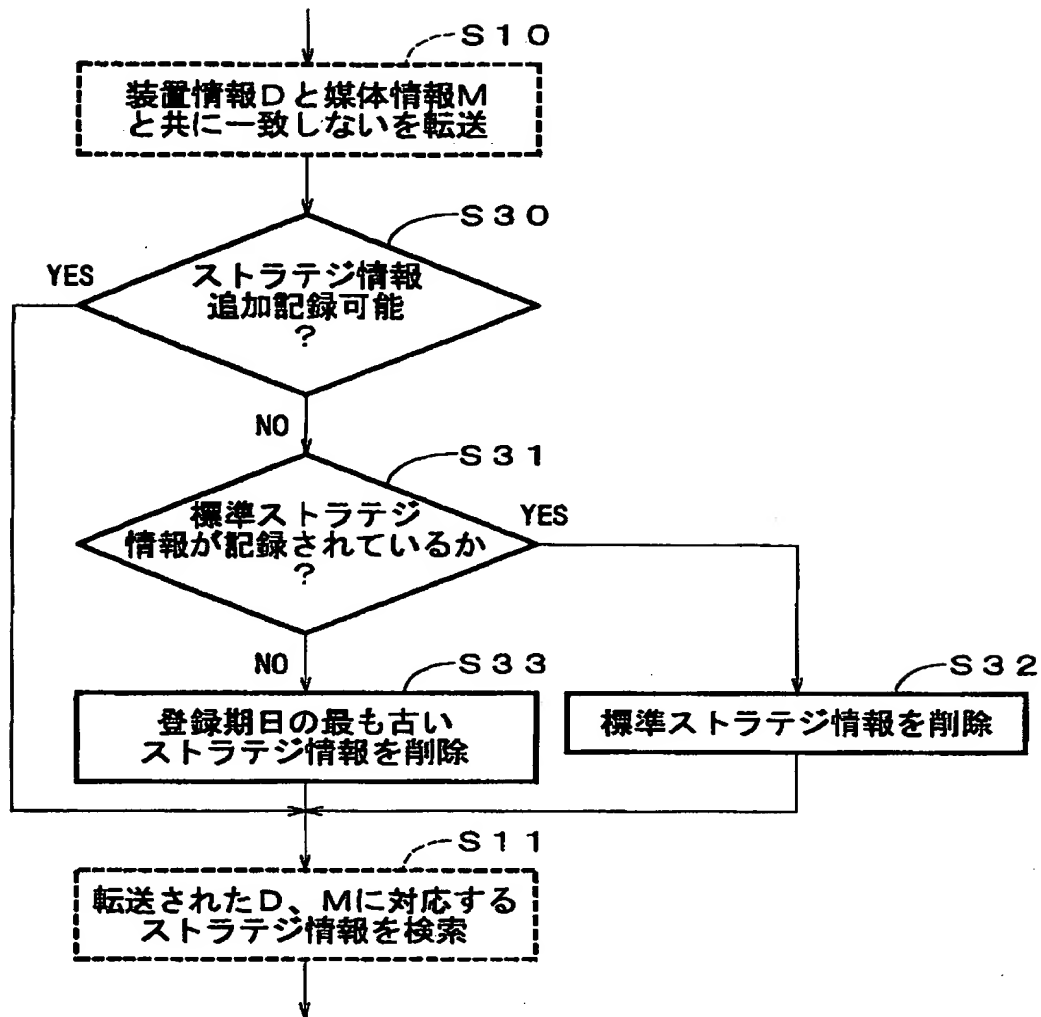 S10
装置情報Dと媒体情報M
と共に一致しないを転送
S30
YES
ストラテジ情報
追加記録可能
?
NO
S31
標準ストラテジ
情報が記録されているか
?
YES
NO
S33
登録期日の最も古い
ストラテジ情報を削除
S32
標準ストラテジ情報を削除
S11
転送されたD、Mに対応する
ストラテジ情報を検索